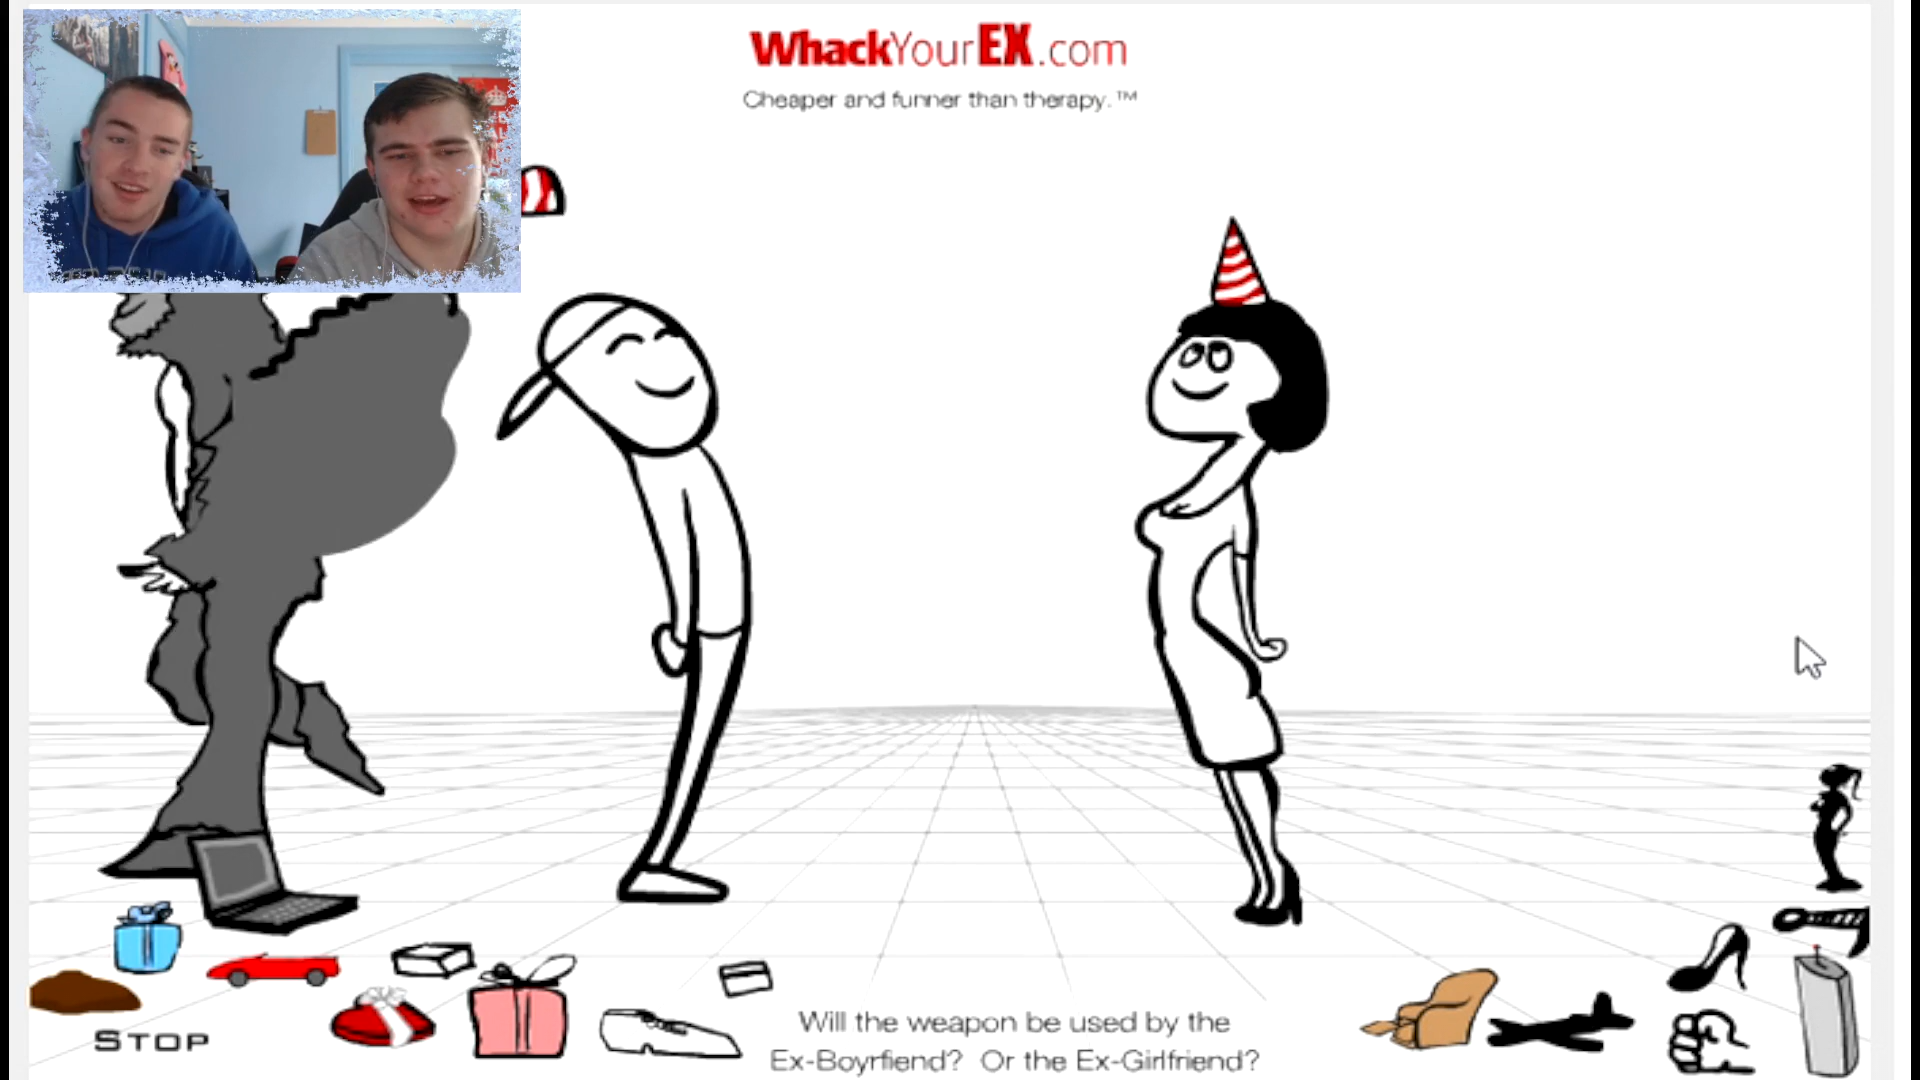 WhackYourEX.com
Cheaper and funner than therapy.™
STOP
Will the weapon be used by the
Ex-Boyrfiend? Or the Ex-Girlfriend?